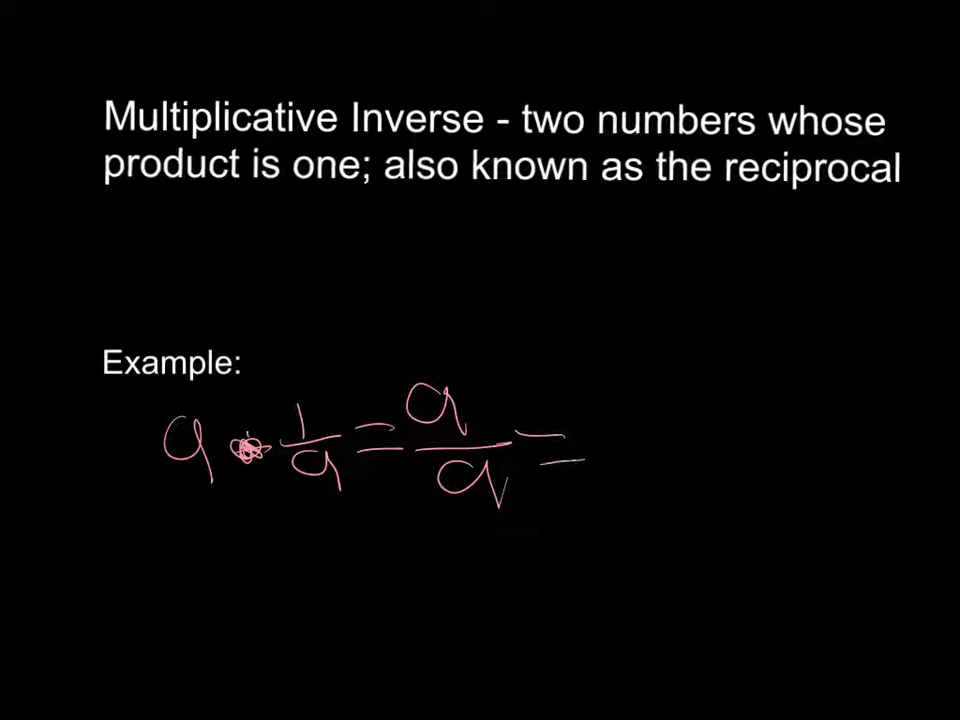 Multiplicative Inverse - two numbers whose
product is one; also known as the reciprocal
Example:
a • 1/a = a/a =